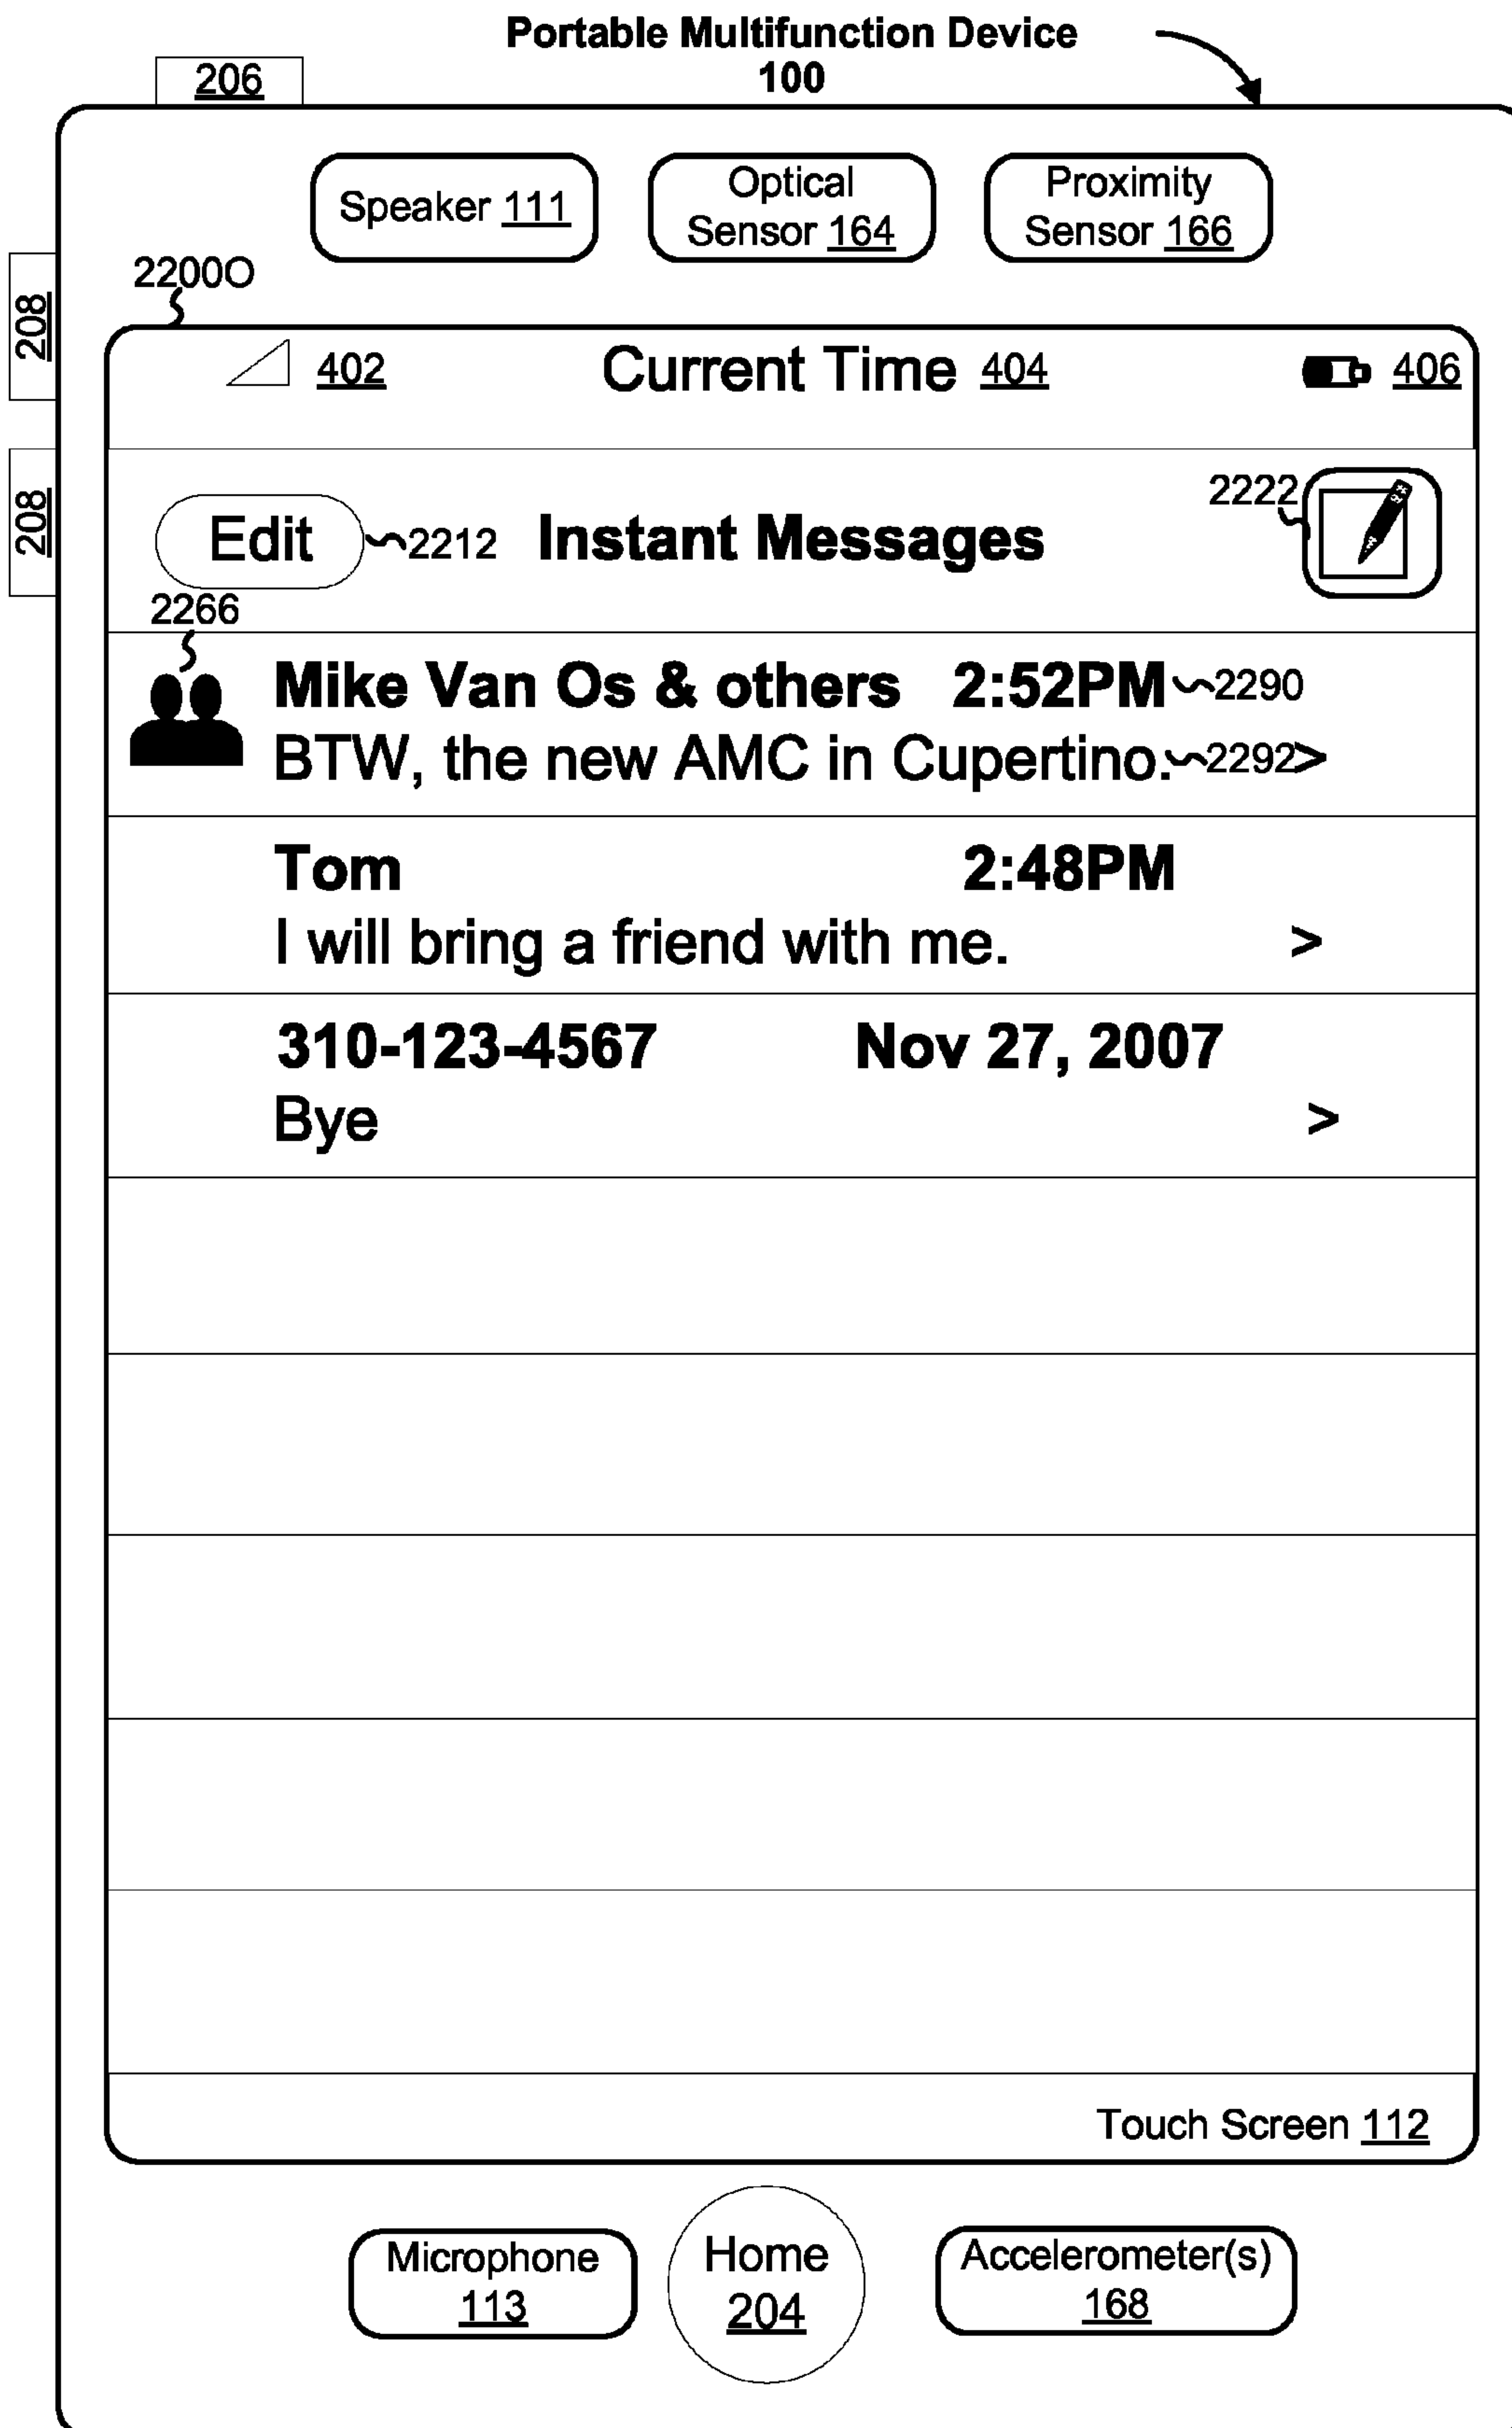 Portable Multifunction Device
100
206
Speaker 111
Optical
Sensor 164
Proximity
Sensor 166
2200O
208
402 Current Time 404 406
208
Edit 2212 Instant Messages 2222
2266
Mike Van Os & others 2:52PM 2290
BTW, the new AMC in Cupertino. 2292 >
Tom 2:48PM
I will bring a friend with me. >
310-123-4567 Nov 27, 2007
Bye >
Touch Screen 112
Microphone
113
Home
204
Accelerometer(s)
168